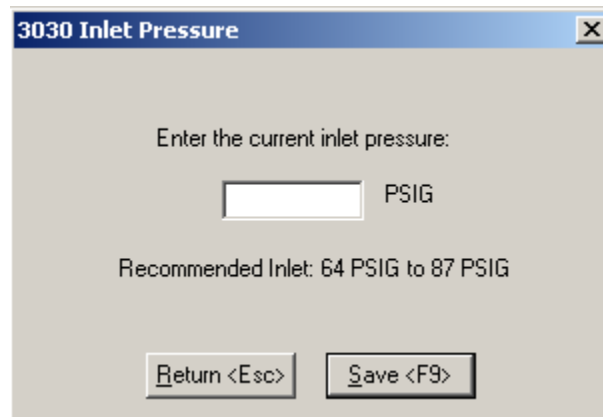 3030 Inlet Pressure
Enter the current inlet pressure:
PSIG
Recommended Inlet: 64 PSIG to 87 PSIG
Return <Esc> Save <F9>